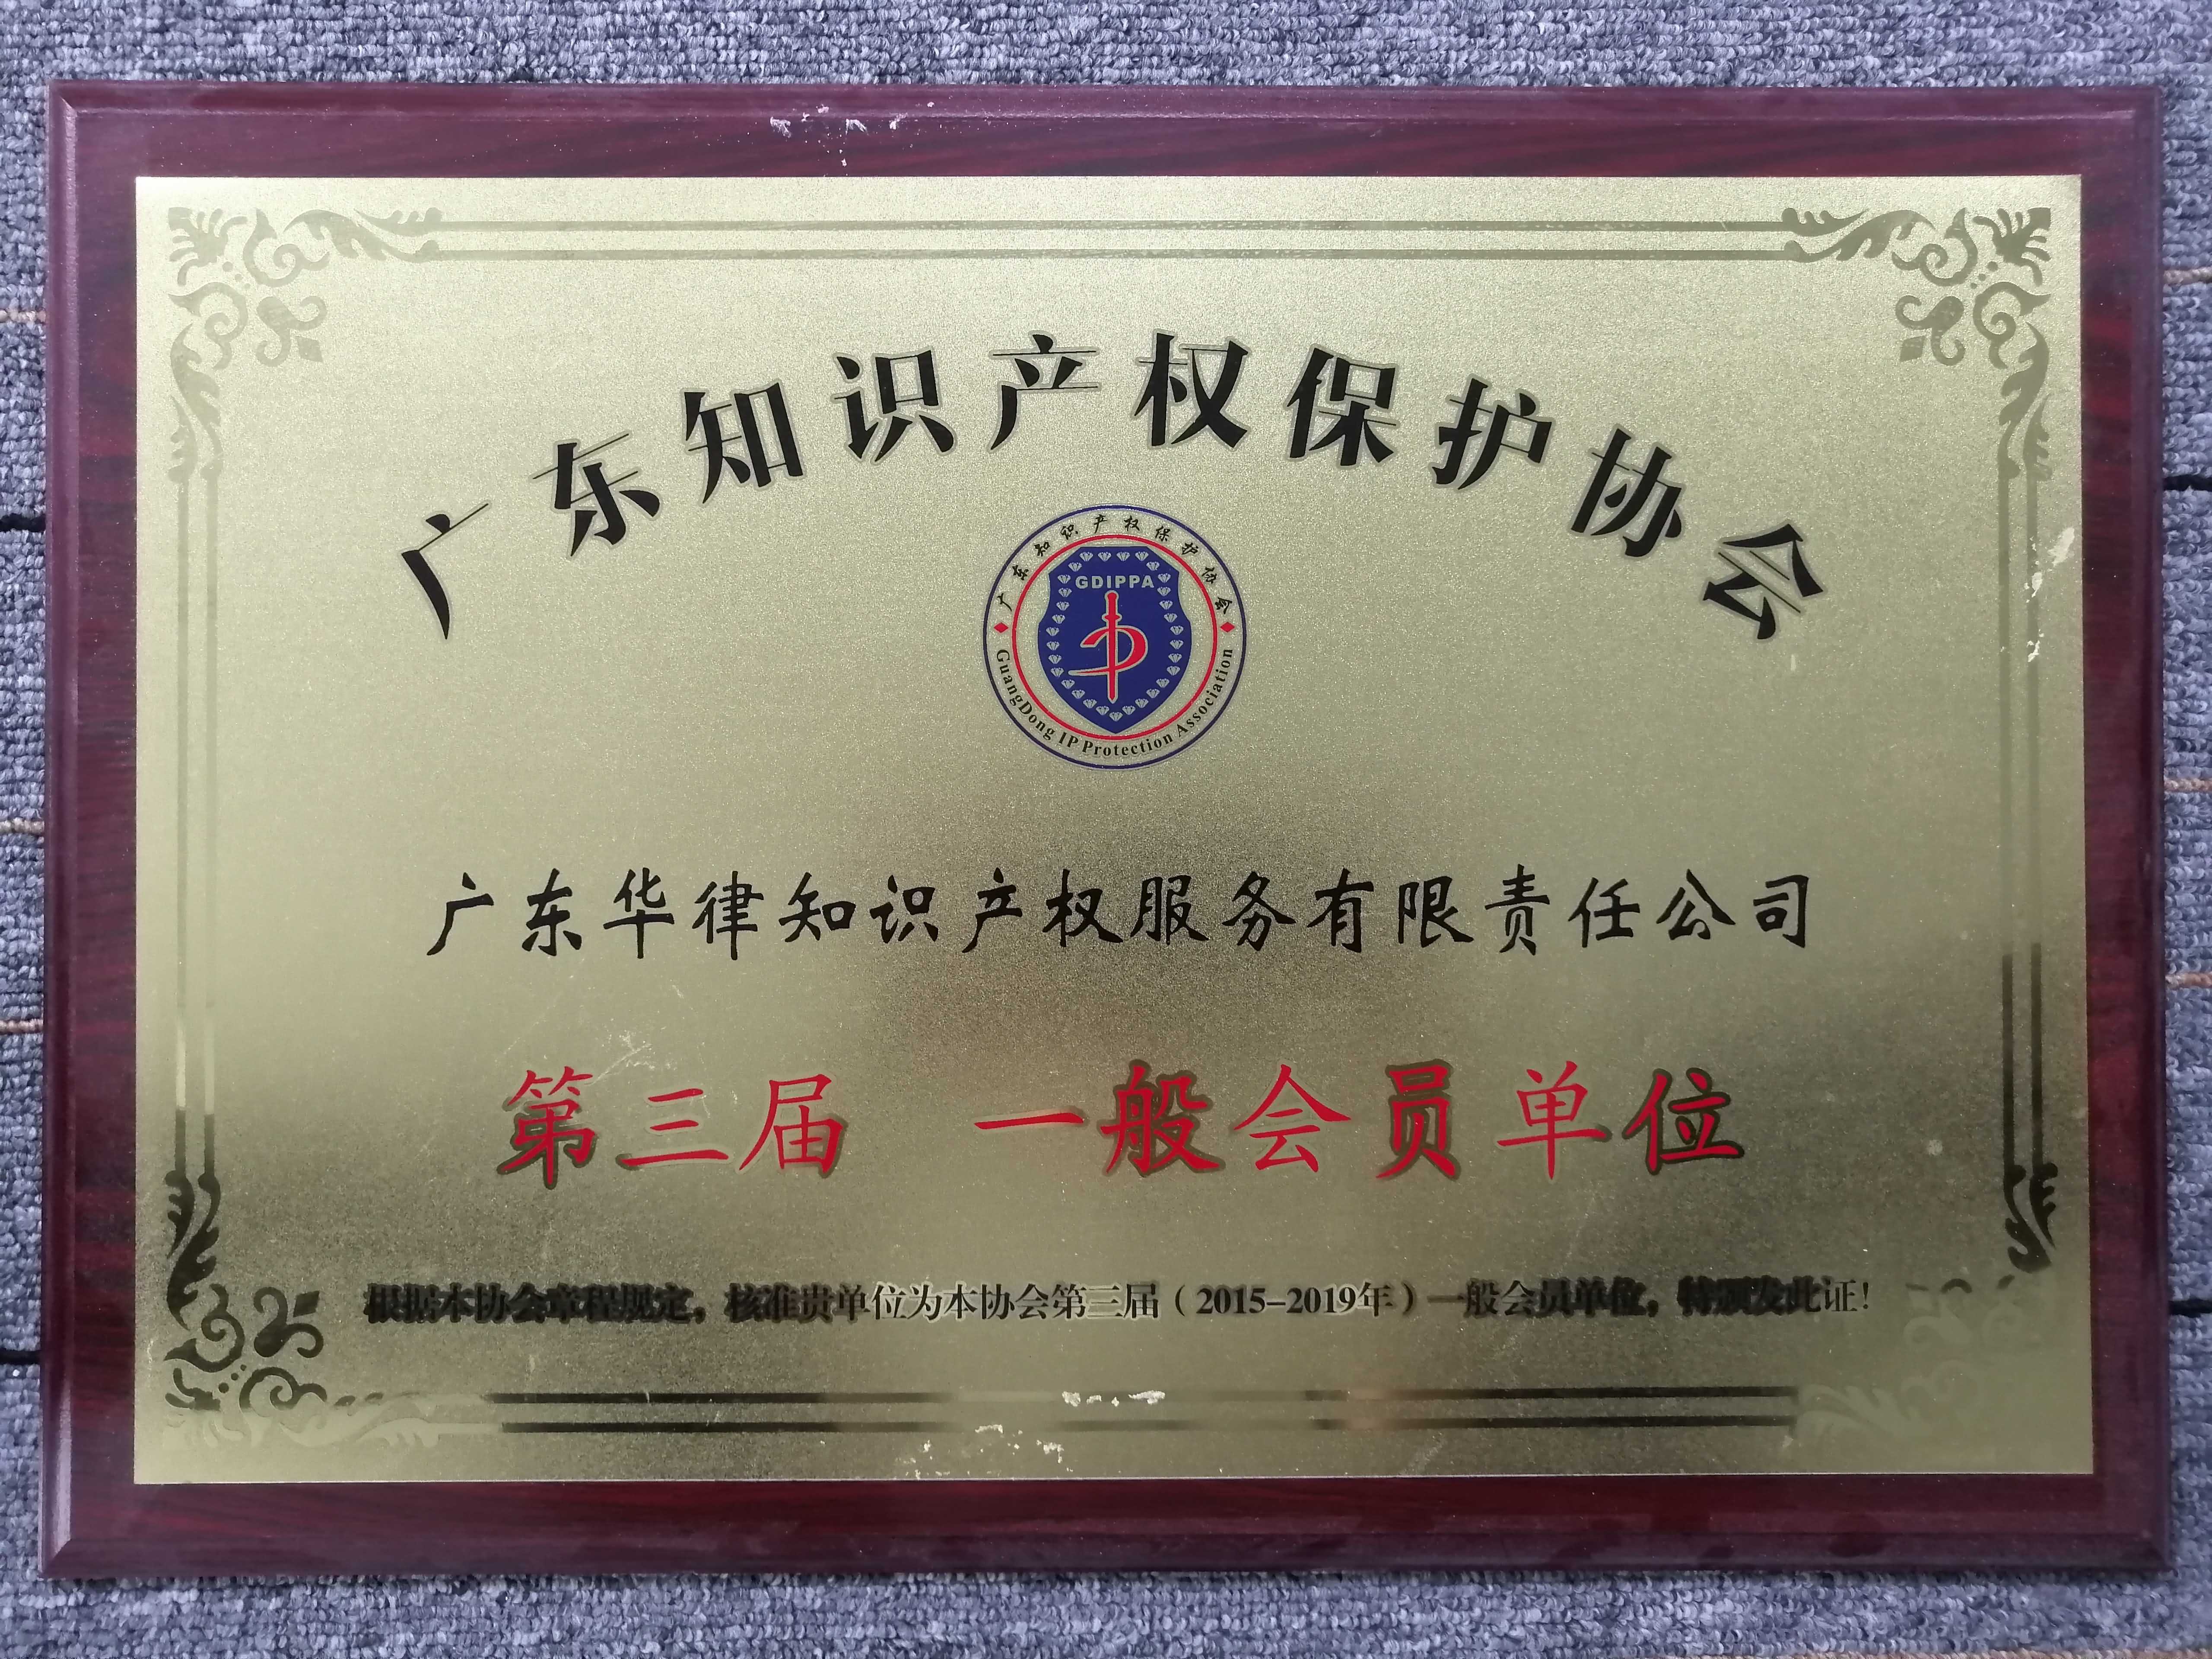 广东知识产权保护协会
广东知识产权保护协会
GDIPPA
GuangDong IP Protection Association
广东华律知识产权服务有限责任公司
第三届 一般会员单位
根据本协会章程规定，核准贵单位为本协会第三届（2015-2019年）一般会员单位，特颁发此证！